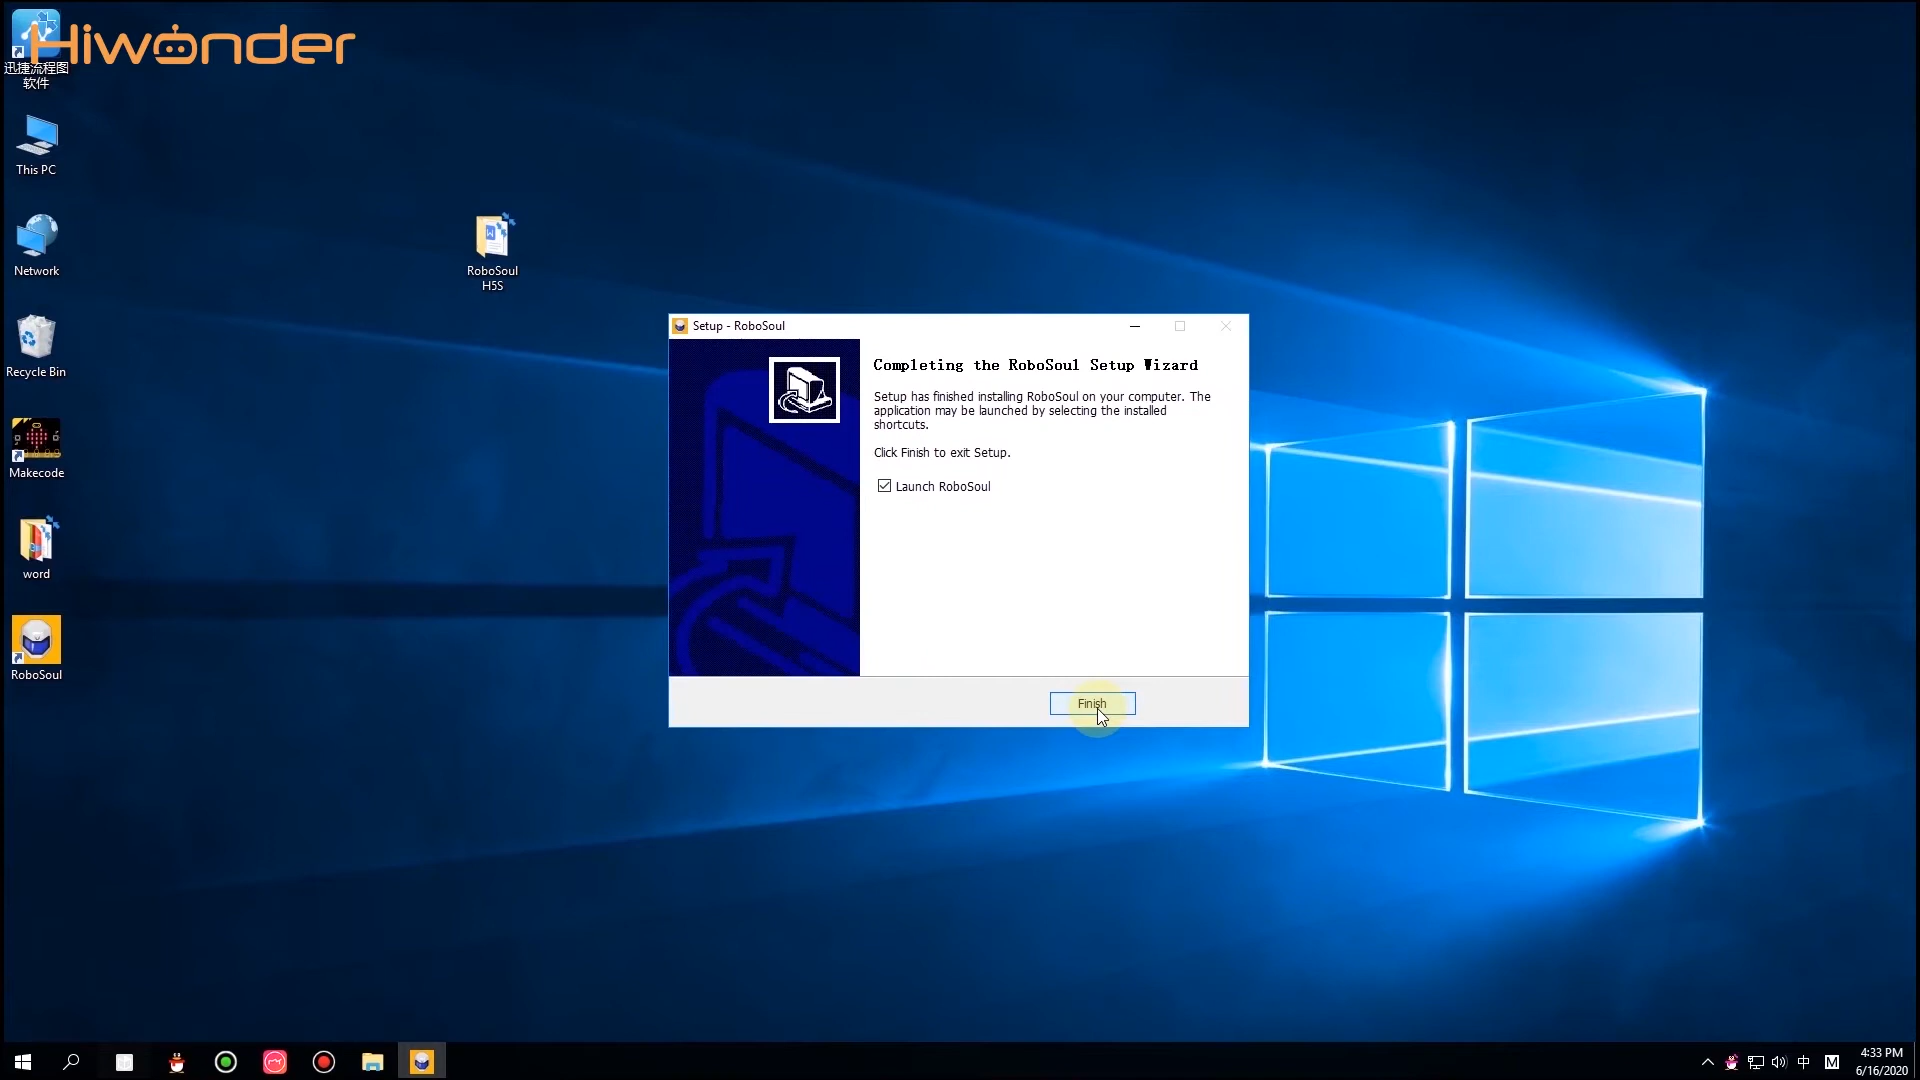 Hiwonder
迅捷流程图
软件
This PC
Network
Recycle Bin
Makecode
word
RoboSoul
RoboSoul
H5S
Setup - RoboSoul
Completing the RoboSoul Setup Wizard
Setup has finished installing RoboSoul on your computer. The
application may be launched by selecting the installed
shortcuts.
Click Finish to exit Setup.
Launch RoboSoul
Finish
中
M
4:33 PM
6/16/2020